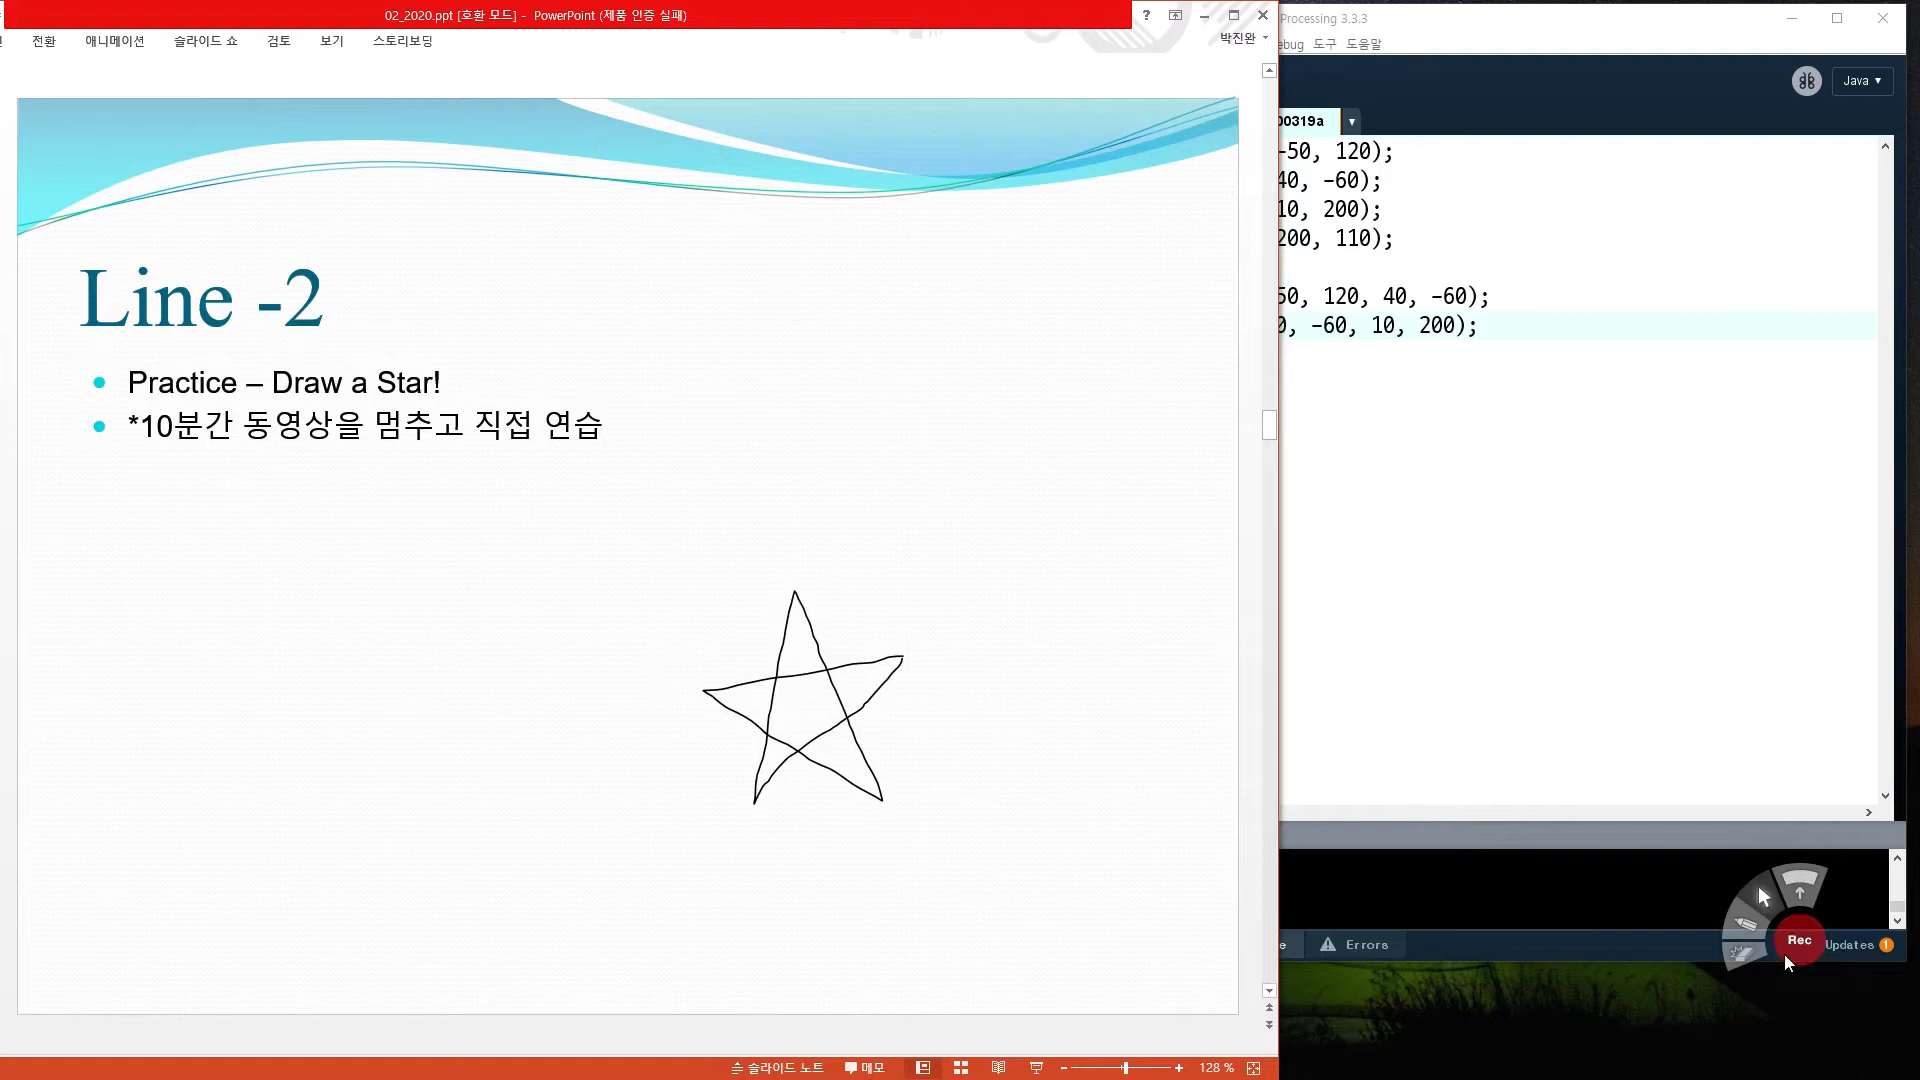 02_2020.ppt [호환 모드] - PowerPoint (제품 인증 실패)
?
전환 애니메이션 슬라이드 쇼 검토 보기 스토리보딩
박진완
Line -2
Practice – Draw a Star!
*10분간 동영상을 멈추고 직접 연습
슬라이드 노트 메모 128 %
Processing 3.3.3
ebug 도구 도움말
Java
00319a
-50, 120);
40, -60);
10, 200);
200, 110);
50, 120, 40, -60);
0, -60, 10, 200);
e Errors
Rec
Updates 1